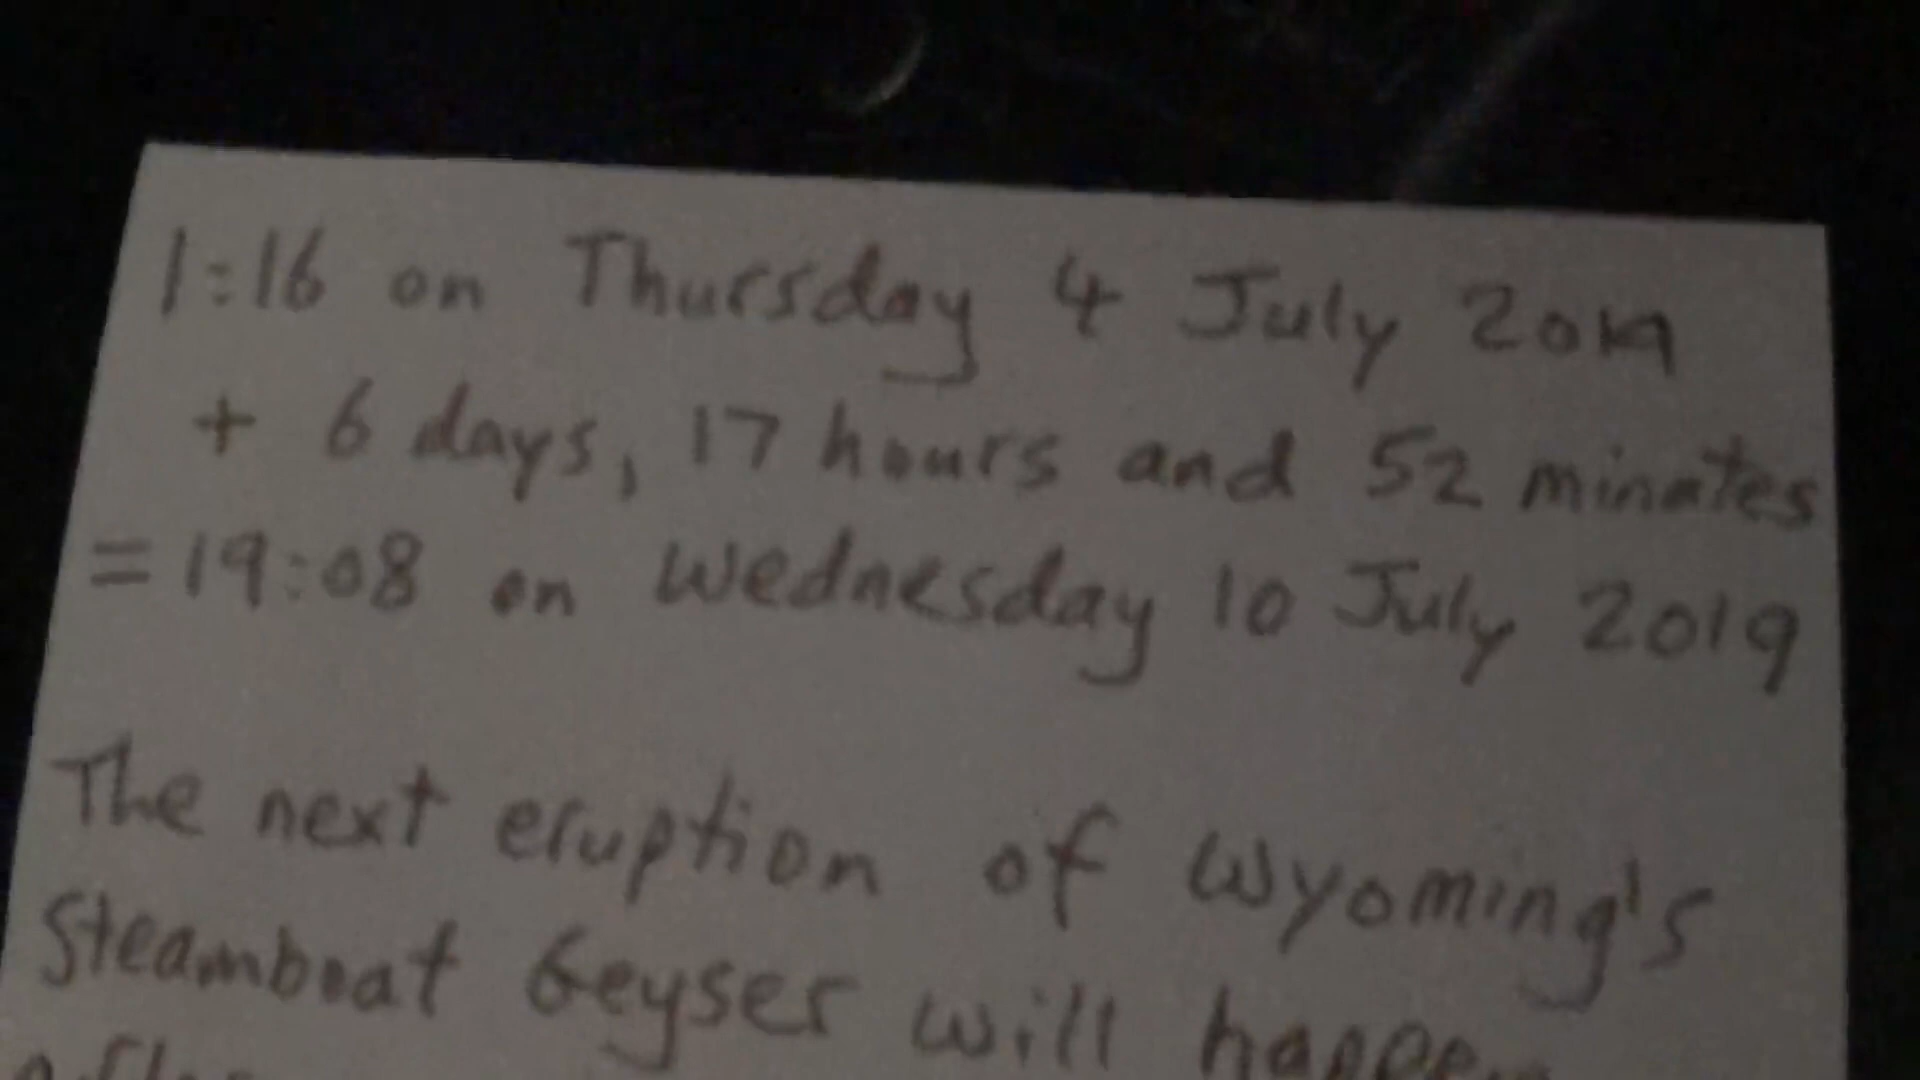 1:16 on Thursday 4 July 2019
+ 6 days, 17 hours and 52 minutes
= 19:08 on Wednesday 10 July 2019
The next eruption of Wyoming's
Steamboat Geyser will happen